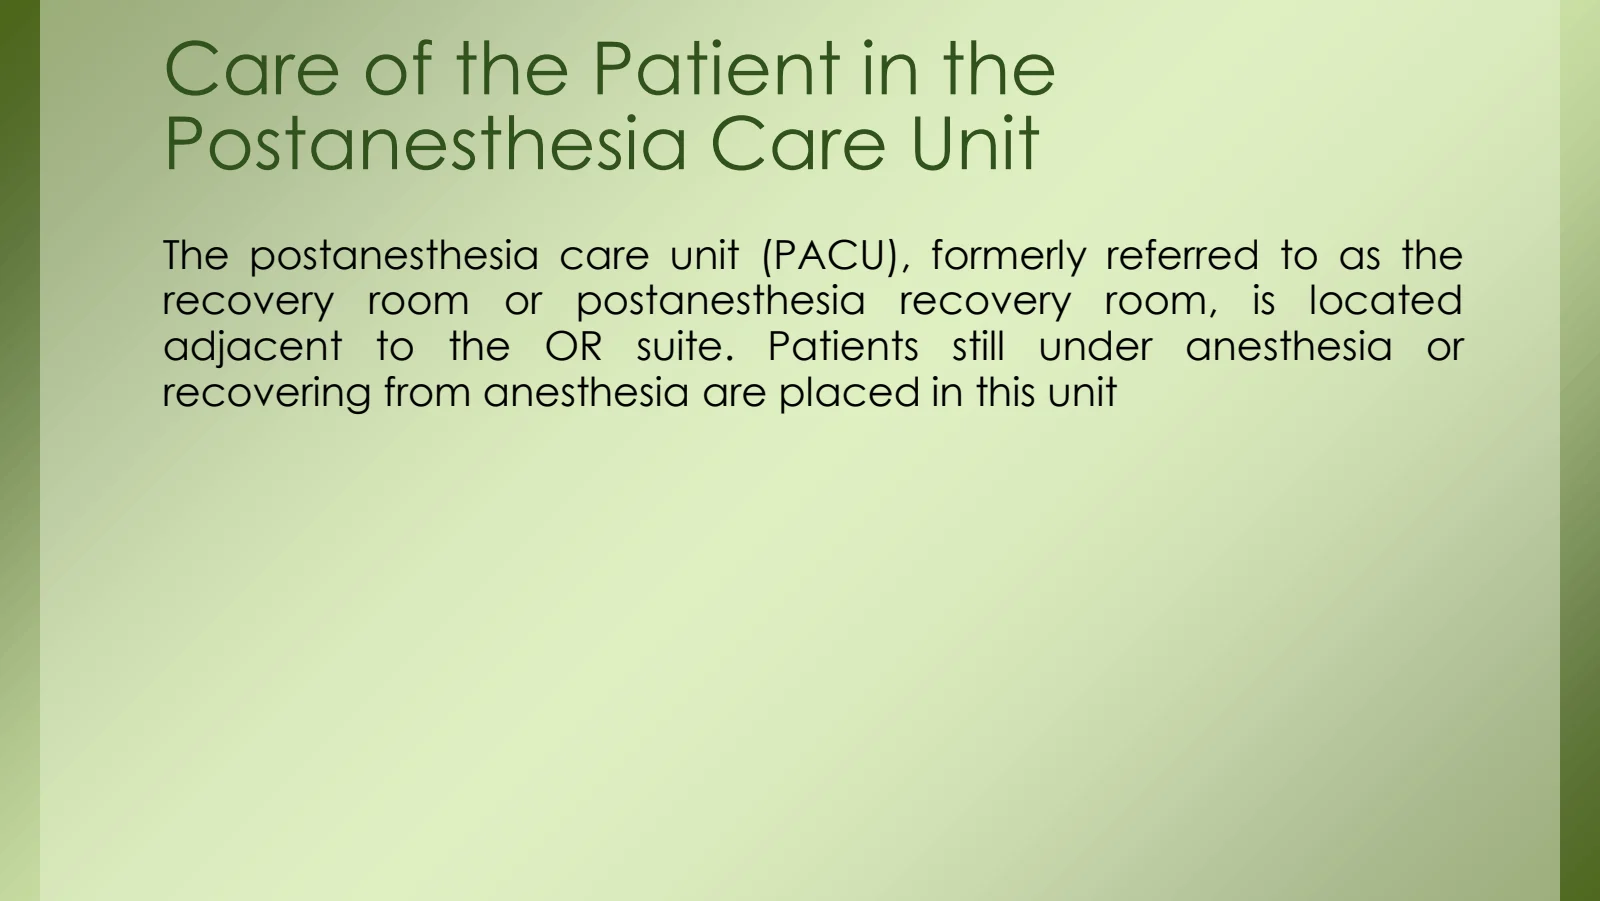 Care of the Patient in the
Postanesthesia Care Unit
The postanesthesia care unit (PACU), formerly referred to as the
recovery room or postanesthesia recovery room, is located
adjacent to the OR suite. Patients still under anesthesia or
recovering from anesthesia are placed in this unit